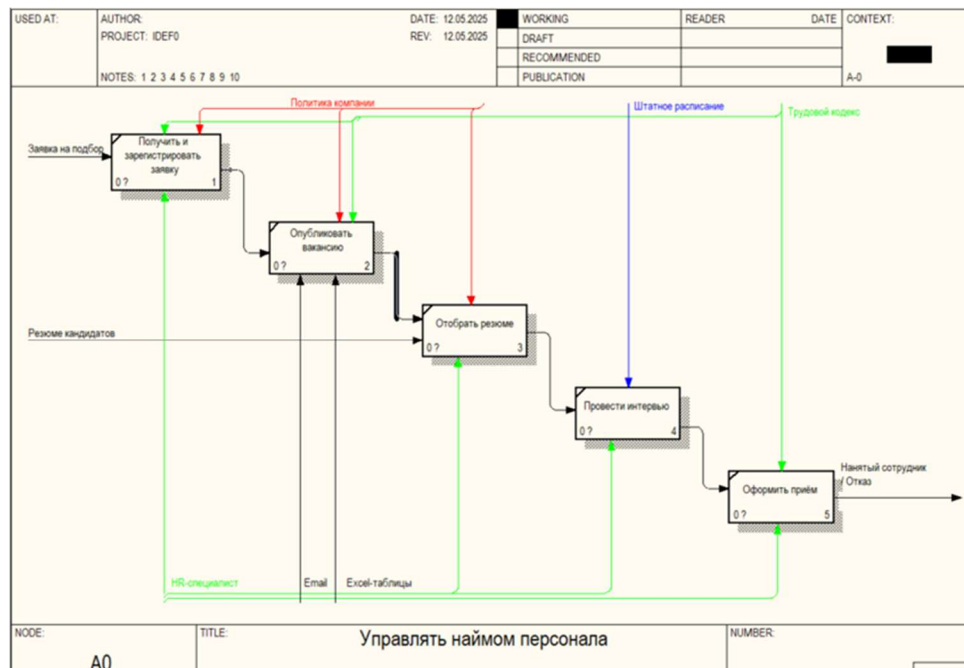 USED AT:
AUTHOR:
DATE: 12.05.2025
WORKING
READER
DATE
CONTEXT:
PROJECT: IDEF0
REV: 12.05.2025
DRAFT
RECOMMENDED
NOTES: 1 2 3 4 5 6 7 8 9 10
PUBLICATION
A-0
Политика компании
Штатное расписание
Трудовой кодекс
Заявка на подбор
Получить и
зарегистрировать
заявку
0 ?
1
Опубликовать
вакансию
0 ?
2
Резюме кандидатов
Отобрать резюме
0 ?
3
Провести интервью
0 ?
4
Нанятый сотрудник
/ Отказ
Оформить приём
0 ?
5
HR-специалист
Email
Excel-таблицы
NODE:
TITLE:
Управлять наймом персонала
NUMBER:
A0